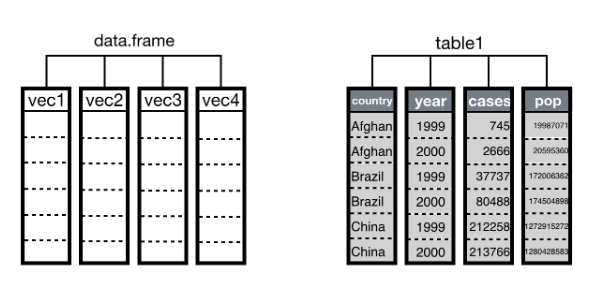 data.frame
table1
vec1 vec2 vec3 vec4
country year cases pop
Afghan 1999 745 19987071
Afghan 2000 2666 20595360
Brazil 1999 37737 172006362
Brazil 2000 80488 174504898
China 1999 212258 1272915272
China 2000 213766 1280428583